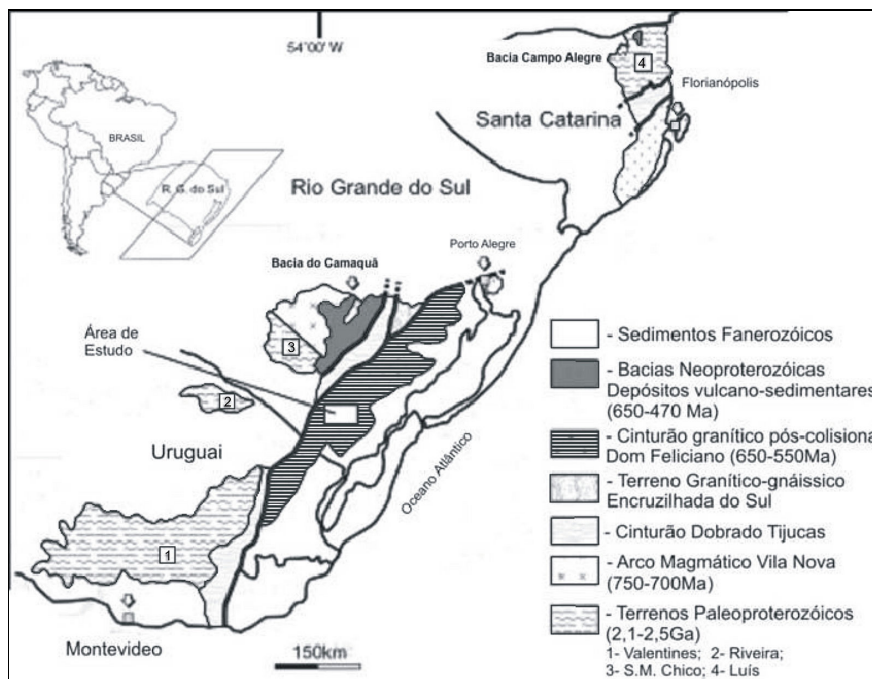 54°00' W
Bacia Campo Alegre
4
Florianópolis
Santa Catarina
BRASIL
R. G. do Sul
Rio Grande do Sul
Porto Alegre
Bacia do Camaquã
Área de
Estudo
3
2
Uruguai
Oceano Atlântico
1
Montevideo
150km
- Sedimentos Fanerozóicos
- Bacias Neoproterozóicas
Depósitos vulcano-sedimentares
(650-470 Ma)
- Cinturão granítico pós-colisiona
Dom Feliciano (650-550Ma)
- Terreno Granítico-gnáissico
Encruzilhada do Sul
- Cinturão Dobrado Tijucas
- Arco Magmático Vila Nova
(750-700Ma)
- Terrenos Paleoproterozóicos
(2,1-2,5Ga)
1- Valentines; 2- Riveira;
3- S.M. Chico; 4- Luís